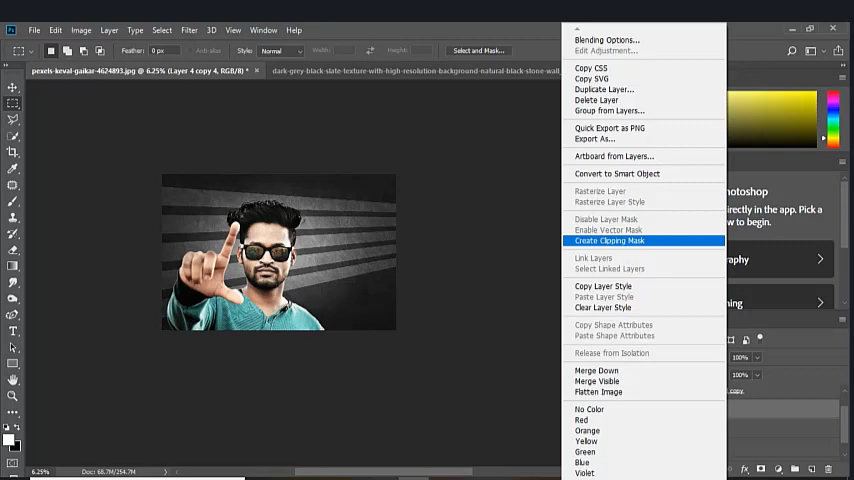 Ps File Edit Image Layer Type Select Filter 3D View Window Help
Feather: 0 px Anti-alias Style: Normal Width: Height: Select and Mask...
pexels-keval-gaikar-4624893.jpg @ 6.25% (Layer 4 copy 4, RGB/8) * ×
dark-grey-black-slate-texture-with-high-resolution-background-natural-black-stone-wall_
Blending Options...
Edit Adjustment...
Copy CSS
Copy SVG
Duplicate Layer...
Delete Layer
Group from Layers...
Quick Export as PNG
Export As...
Artboard from Layers...
Convert to Smart Object
Rasterize Layer
Rasterize Layer Style
Disable Layer Mask
Enable Vector Mask
Create Clipping Mask
Link Layers
Select Linked Layers
Copy Layer Style
Paste Layer Style
Clear Layer Style
Copy Shape Attributes
Paste Shape Attributes
Release from Isolation
Merge Down
Merge Visible
Flatten Image
No Color
Red
Orange
Yellow
Green
Blue
Violet
hotoshop
directly in the app. Pick a
w to begin.
graphy
ning
100%
100%
copy
6.25% Doc: 68.7M/254.7M